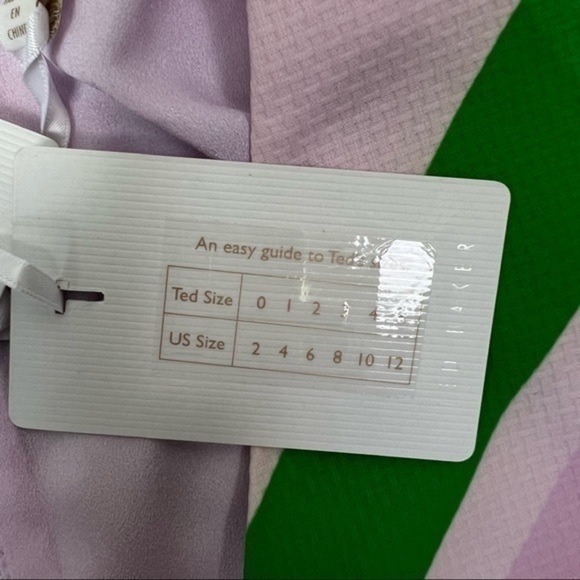 EN
CHINE
An easy guide to Ted
Ted Size 0 1 2 3 4
US Size 2 4 6 8 10 12
BAKER